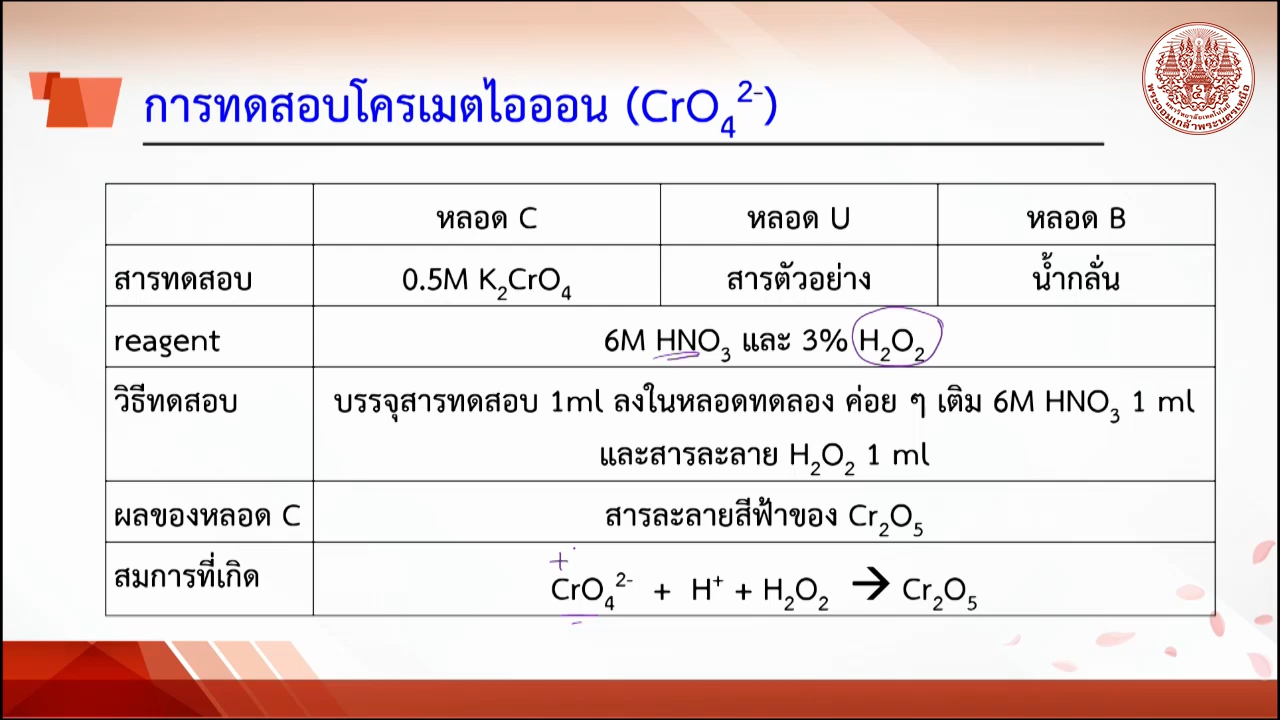 การทดสอบโครเมตไอออน (CrO₄²⁻)
หลอด C หลอด U หลอด B
สารทดสอบ 0.5M K₂CrO₄ สารตัวอย่าง น้ำกลั่น
reagent 6M HNO₃ และ 3% H₂O₂
วิธีทดสอบ บรรจุสารทดสอบ 1ml ลงในหลอดทดลอง ค่อย ๆ เติม 6M HNO₃ 1 ml
และสารละลาย H₂O₂ 1 ml
ผลของหลอด C สารละลายสีฟ้าของ Cr₂O₅
+
สมการที่เกิด CrO₄²⁻ + H⁺ + H₂O₂ → Cr₂O₅